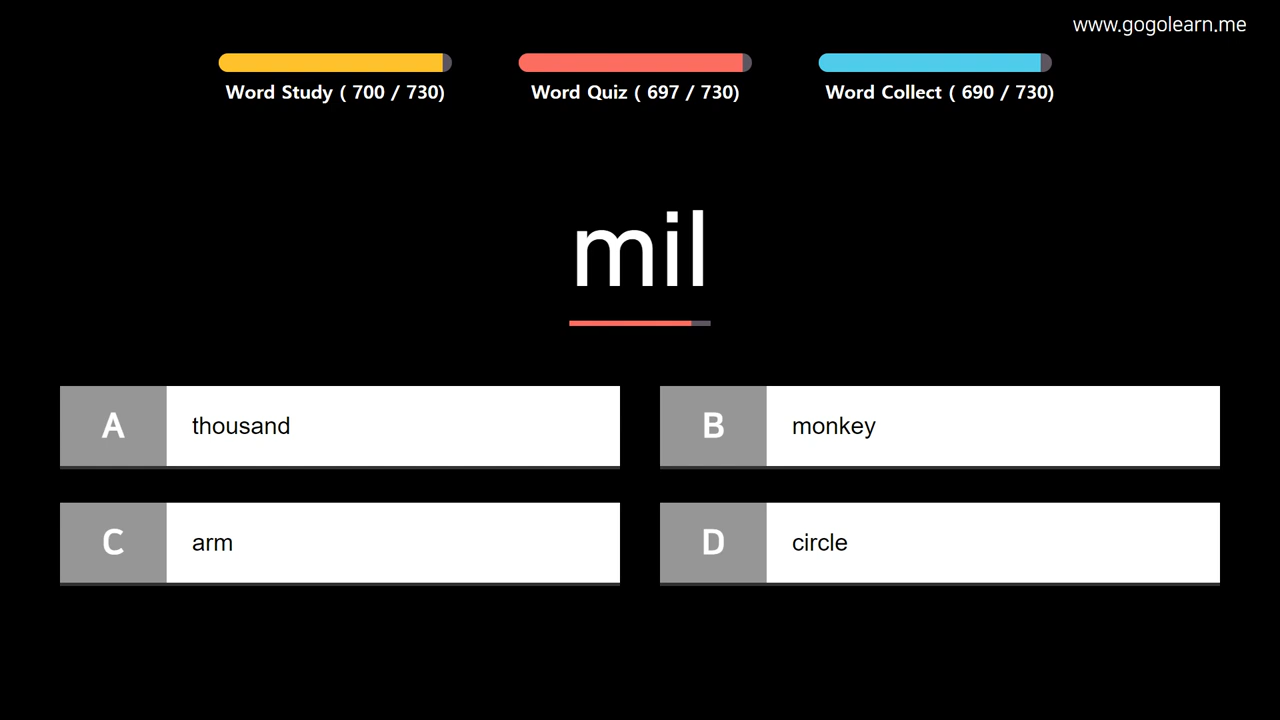 www.gogolearn.me
Word Study ( 700 / 730)
Word Quiz ( 697 / 730)
Word Collect ( 690 / 730)
mil
A thousand
B monkey
C arm
D circle